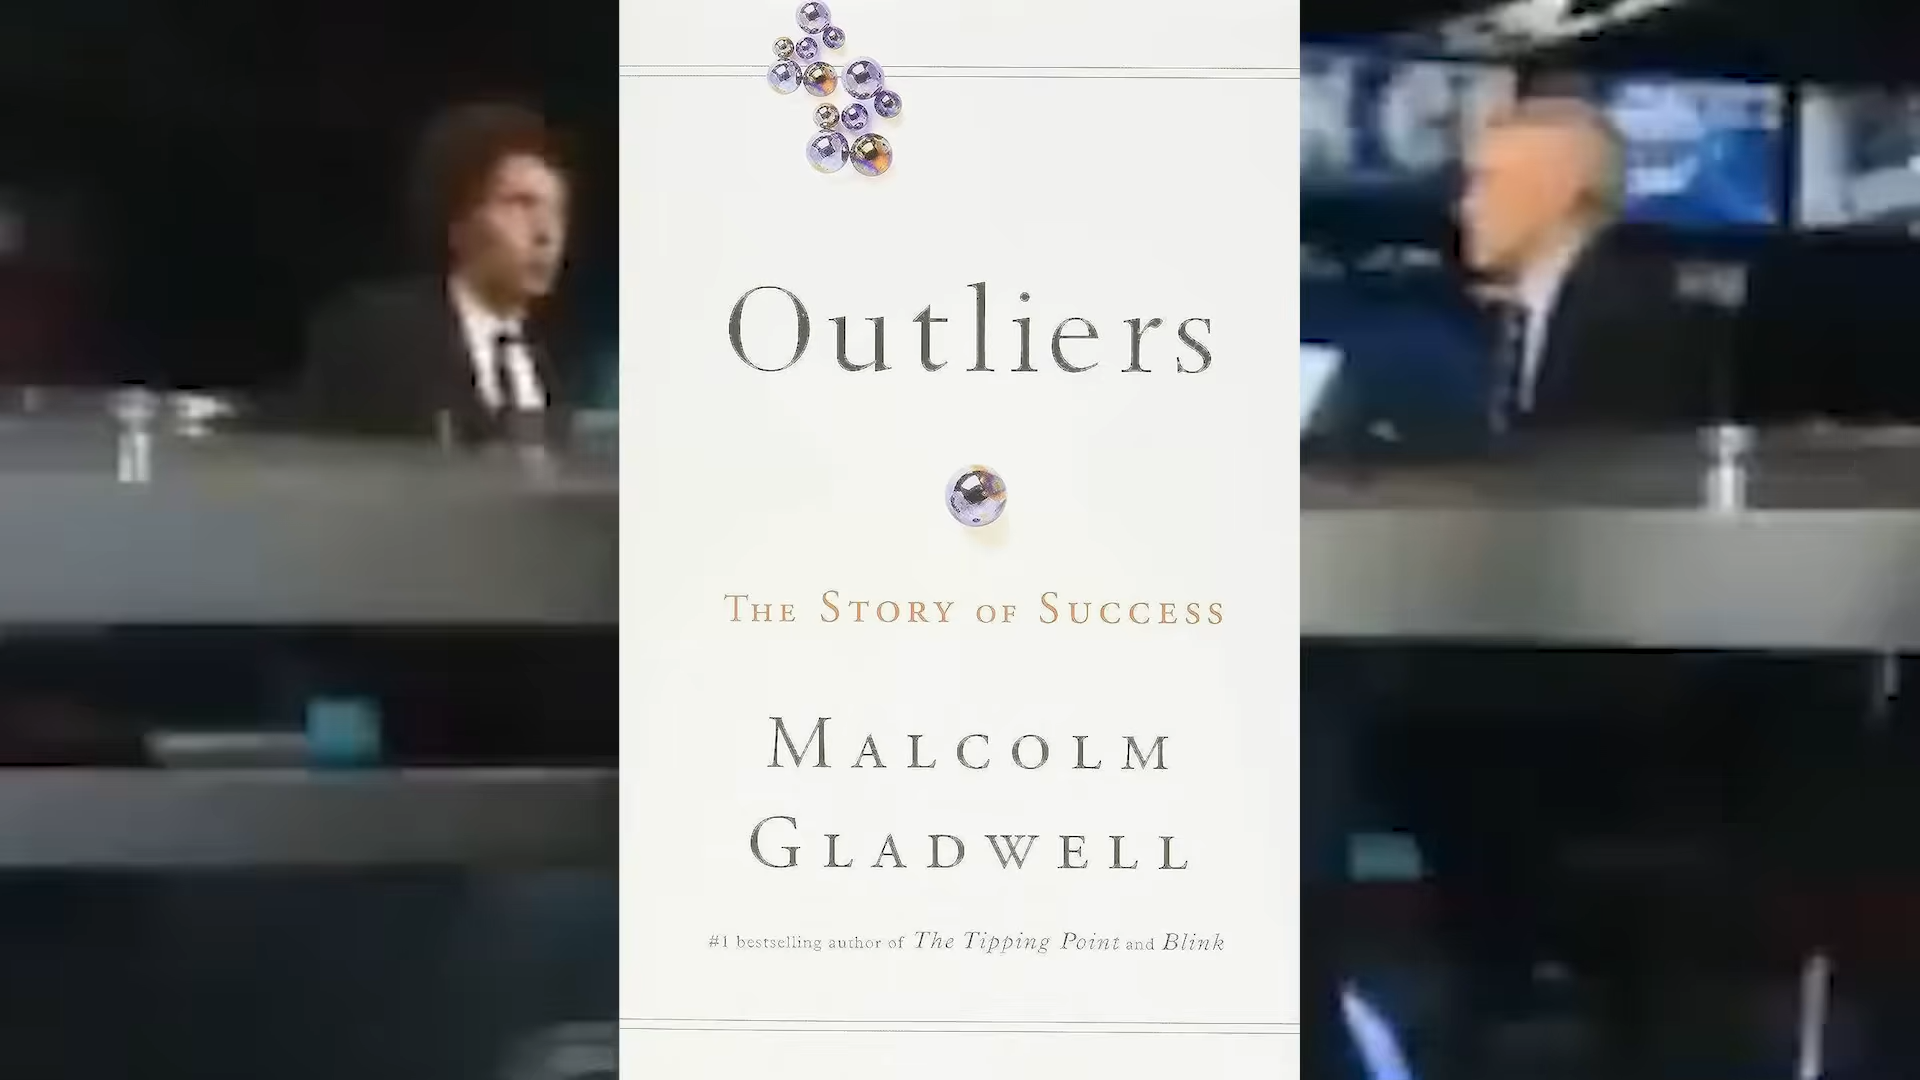 Outliers
THE STORY OF SUCCESS
MALCOLM
GLADWELL
#1 bestselling author of The Tipping Point and Blink